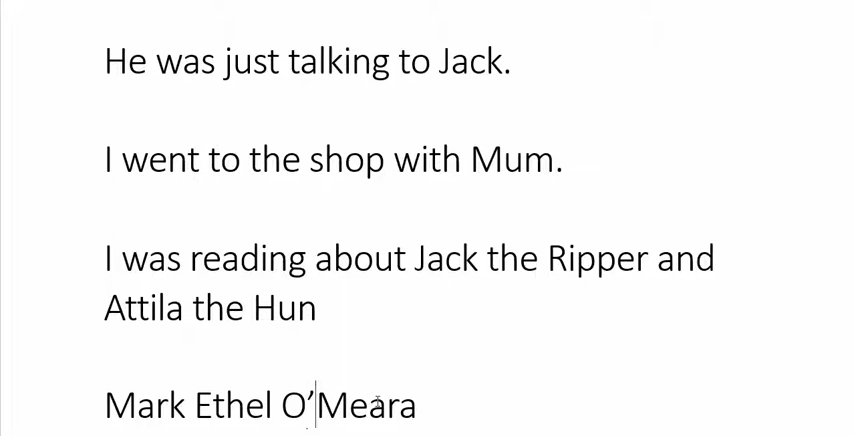 He was just talking to Jack.
I went to the shop with Mum.
I was reading about Jack the Ripper and
Attila the Hun
Mark Ethel O’Meara